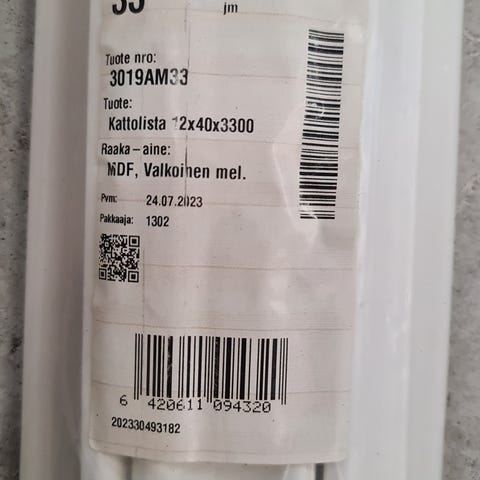 jm
Tuote nro:
3019AM33
Tuote:
Kattolista 12x40x3300
Raaka-aine:
MDF, Valkoinen mel.
Pvm: 24.07.2023
Pakkaaja: 1302
6 420611 094320
202330493182